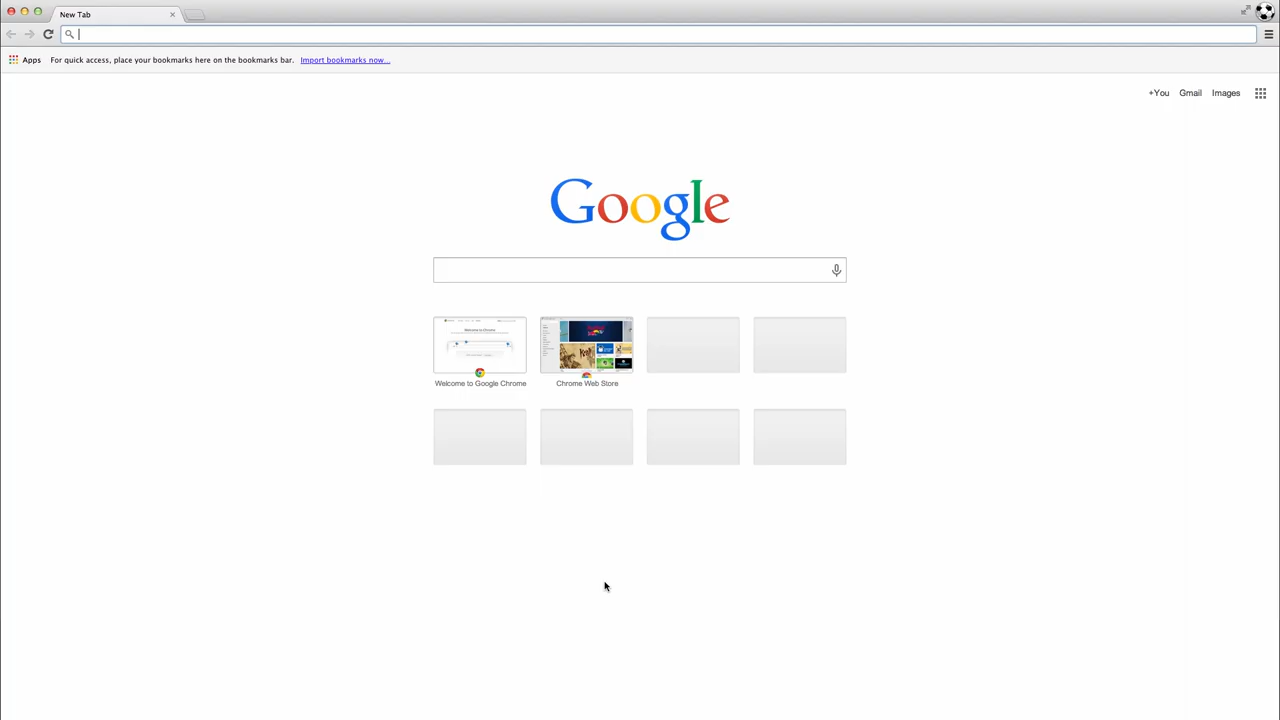 New Tab
Apps For quick access, place your bookmarks here on the bookmarks bar. Import bookmarks now...
+You Gmail Images
Google
Welcome to Google Chrome Chrome Web Store